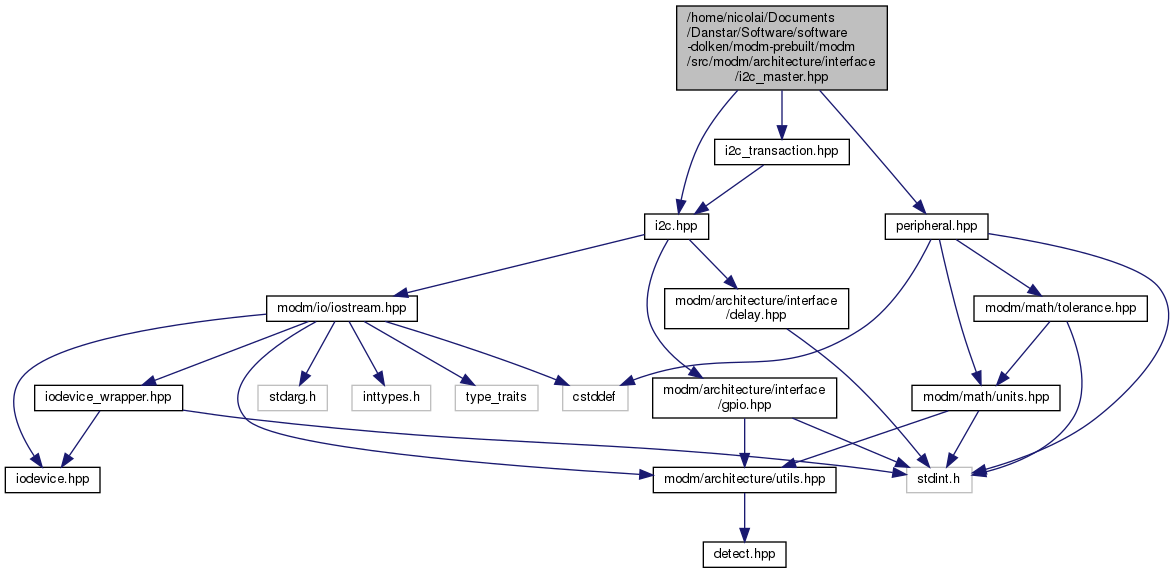 /home/nicolai/Documents
/Danstar/Software/software
-dolken/modm-prebuilt/modm
/src/modm/architecture/interface
/i2c_master.hpp
i2c_transaction.hpp
i2c.hpp
peripheral.hpp
modm/io/iostream.hpp
modm/architecture/interface
/delay.hpp
modm/math/tolerance.hpp
iodevice_wrapper.hpp
stdarg.h
inttypes.h
type_traits
cstddef
modm/architecture/interface
/gpio.hpp
modm/math/units.hpp
iodevice.hpp
modm/architecture/utils.hpp
stdint.h
detect.hpp